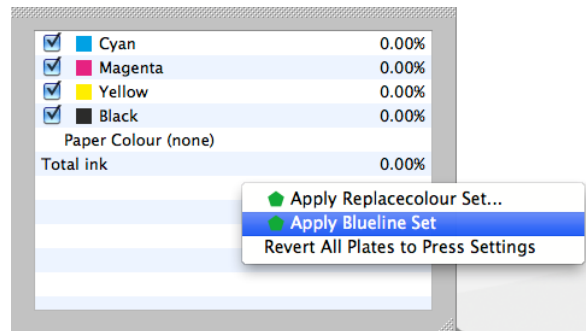 Cyan 0.00%
Magenta 0.00%
Yellow 0.00%
Black 0.00%
Paper Colour (none)
Total ink 0.00%
Apply Replacecolour Set...
Apply Blueline Set
Revert All Plates to Press Settings